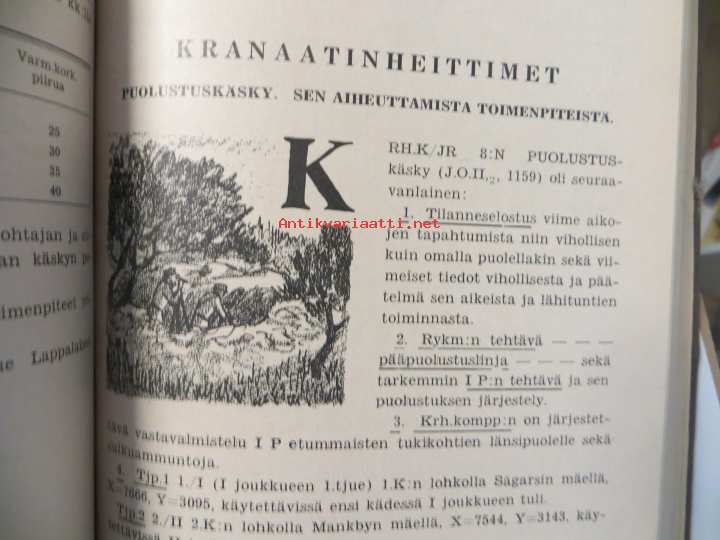 Varm.kork.
piirua
25
30
35
40
ohtajan ja
an käskyn
imenpiteet
ue Lappalai
KRANAATINHEITTIMET
PUOLUSTUSKÄSKY. SEN AIHEUTTAMISTA TOIMENPITEISTÄ.
KRH.K/JR 8:N PUOLUSTUS-
käsky (J.O.II,2, 1159) oli seuraa-
vanlainen:
1. Tilanneselostus viime aiko-
jen tapahtumista niin vihollisen
kuin omalla puolellakin sekä vii-
meiset tiedot vihollisesta ja pää-
telmä sen aikeista ja lähituntien
toiminnasta.
2. Rykm:n tehtävä — — —
pääpuolustuslinja — — — sekä
tarkemmin I P:n tehtävä ja sen
puolustuksen järjestely.
3. Krh.kompp:n on järjestet-
tävä vastavalmistelu I P etummaisten tukikohtien länsipuolelle sekä
sulkuammuntoja.
4. Tjp.1 1./I (I joukkueen 1.tjue) 1.K:n lohkolla Sågarsin mäellä,
X=7666, Y=3095, käytettävissä ensi kädessä I joukkueen tuli.
Tjp.2 2./II 2.K:n lohkolla Mankbyn mäellä, X=7544, Y=3143, käy-
Antikvariaatti.net